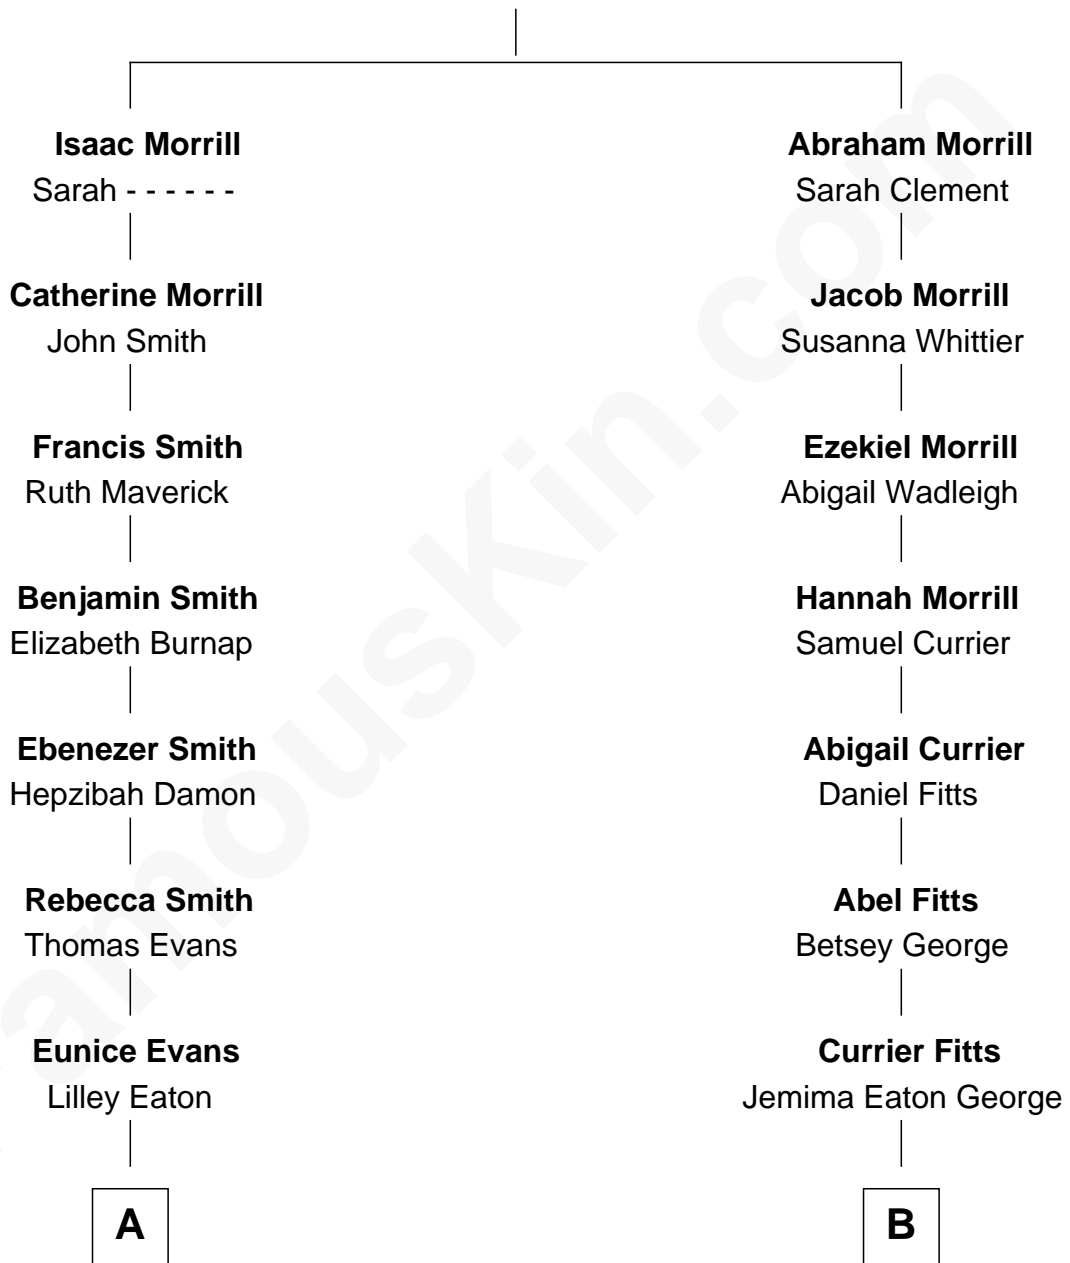 Isaac Morrill
Sarah - - - - - -
Catherine Morrill
John Smith
Francis Smith
Ruth Maverick
Benjamin Smith
Elizabeth Burnap
Ebenezer Smith
Hepzibah Damon
Rebecca Smith
Thomas Evans
Eunice Evans
Lilley Eaton
A
Abraham Morrill
Sarah Clement
Jacob Morrill
Susanna Whittier
Ezekiel Morrill
Abigail Wadleigh
Hannah Morrill
Samuel Currier
Abigail Currier
Daniel Fitts
Abel Fitts
Betsey George
Currier Fitts
Jemima Eaton George
B
amouskin.com